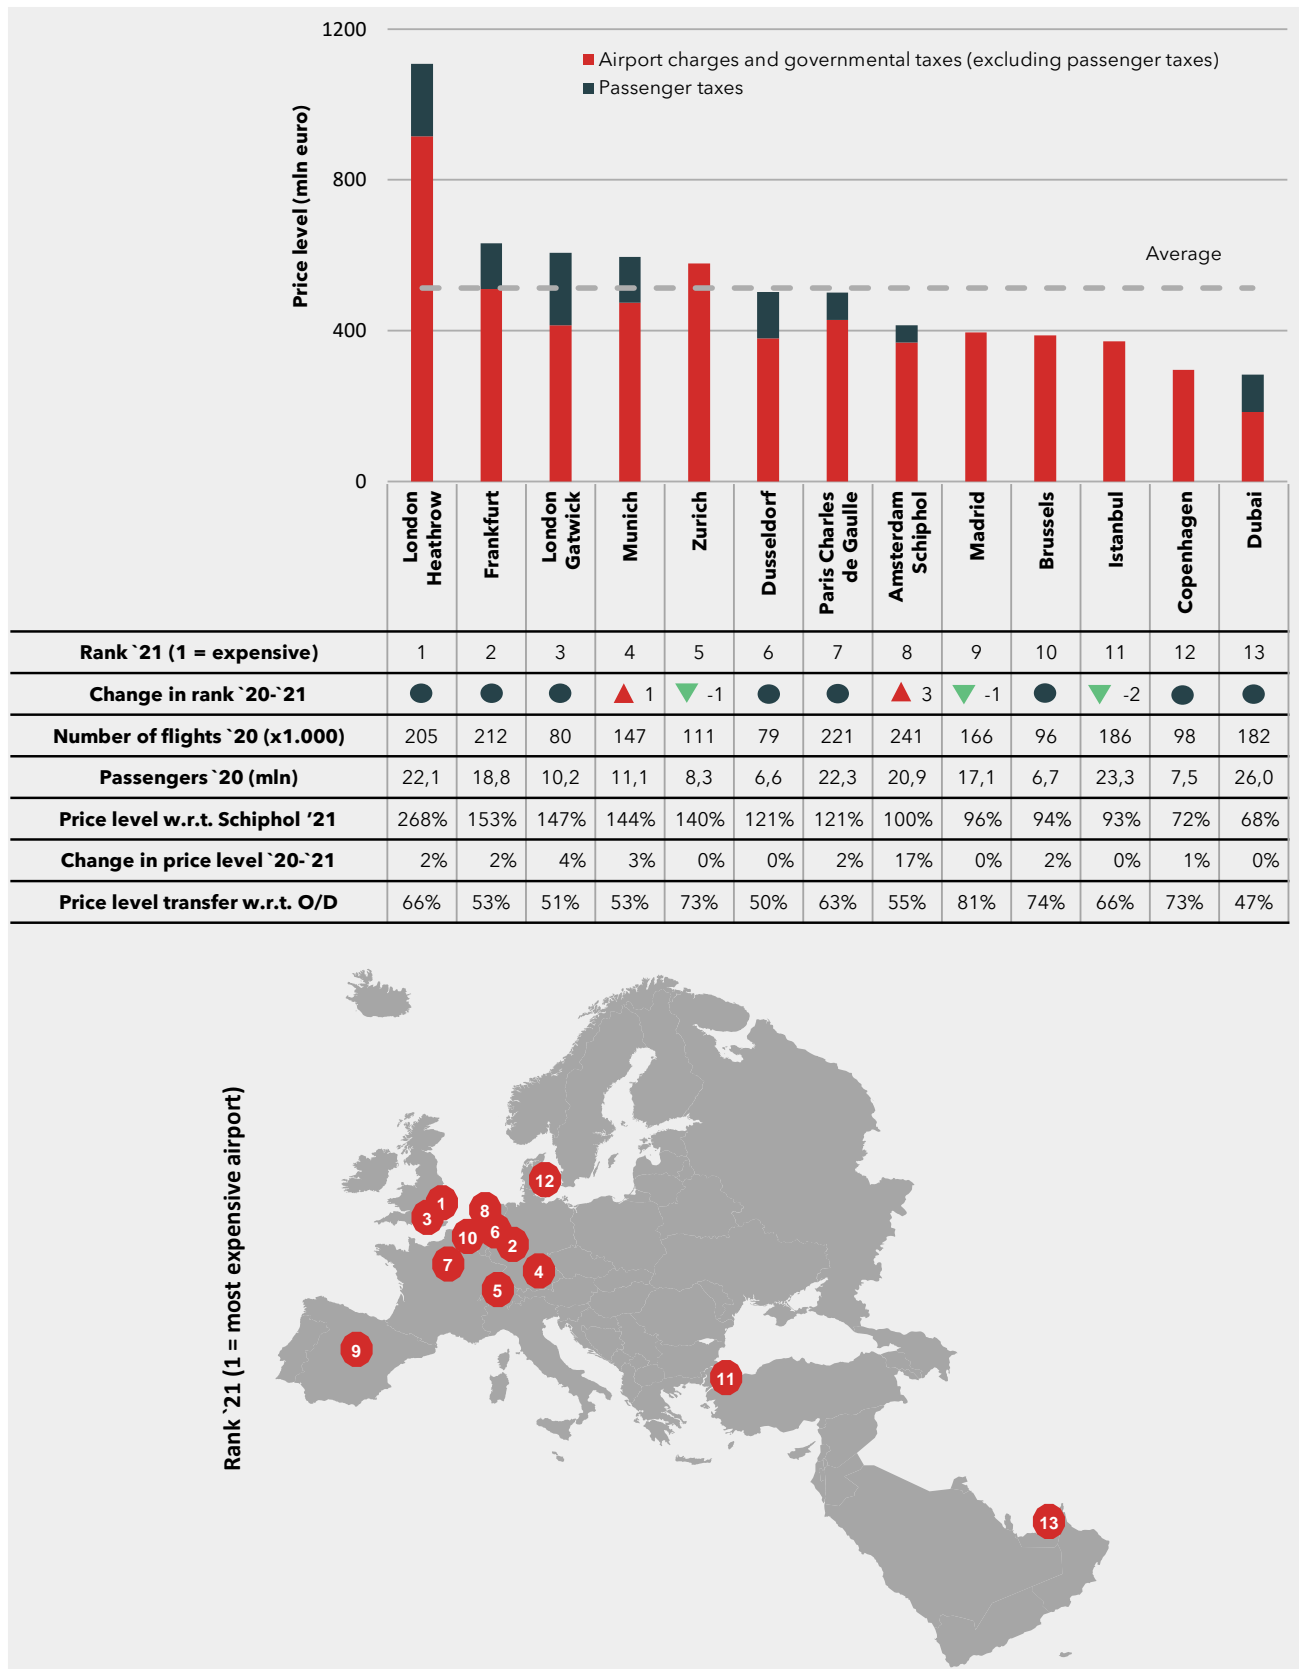 1200
Airport charges and governmental taxes (excluding passenger taxes)
Passenger taxes
Price level (mln euro)
800
Average
400
0
London Heathrow
Frankfurt
London Gatwick
Munich
Zurich
Dusseldorf
Paris Charles de Gaulle
Amsterdam Schiphol
Madrid
Brussels
Istanbul
Copenhagen
Dubai
Rank `21 (1 = expensive) 1 2 3 4 5 6 7 8 9 10 11 12 13
Change in rank `20-`21 1 -1 3 -1 -2
Number of flights `20 (x1.000) 205 212 80 147 111 79 221 241 166 96 186 98 182
Passengers `20 (mln) 22,1 18,8 10,2 11,1 8,3 6,6 22,3 20,9 17,1 6,7 23,3 7,5 26,0
Price level w.r.t. Schiphol ‘21 268% 153% 147% 144% 140% 121% 121% 100% 96% 94% 93% 72% 68%
Change in price level `20-`21 2% 2% 4% 3% 0% 0% 2% 17% 0% 2% 0% 1% 0%
Price level transfer w.r.t. O/D 66% 53% 51% 53% 73% 50% 63% 55% 81% 74% 66% 73% 47%
Rank `21 (1 = most expensive airport)
12
1
8
3
6
10
2
7
4
5
9
11
13